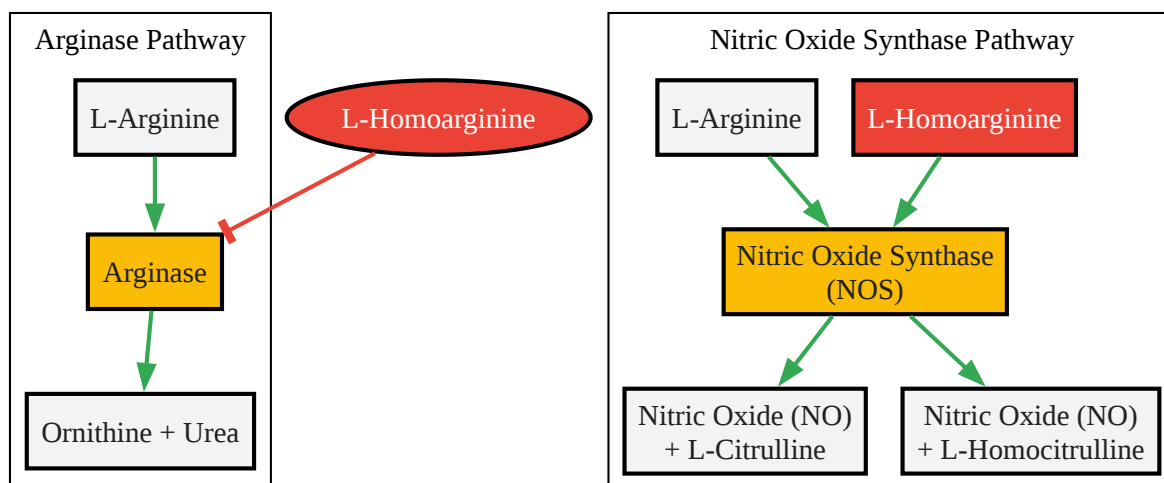 Arginase Pathway
L-Arginine
L-Homoarginine
Arginase
Ornithine + Urea
Nitric Oxide Synthase Pathway
L-Arginine
L-Homoarginine
Nitric Oxide Synthase
(NOS)
Nitric Oxide (NO)
+ L-Citrulline
Nitric Oxide (NO)
+ L-Homocitrulline